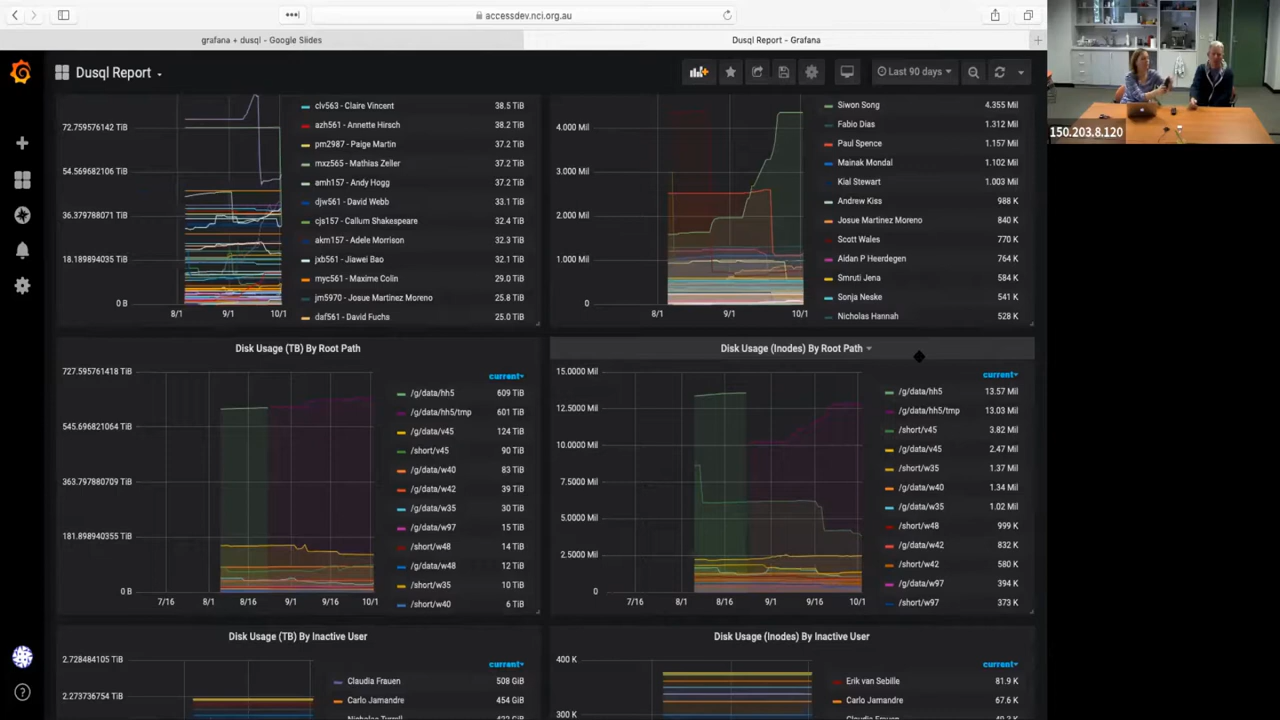 accessdev.nci.org.au
grafana + dusql - Google Slides
Dusql Report - Grafana
Dusql Report
Last 90 days
150.203.8.120
72.759576142 TiB
54.569682106 TiB
36.379788071 TiB
18.189894035 TiB
0 B
8/1 9/1 10/1
clv563 - Claire Vincent 38.5 TiB
azh561 - Annette Hirsch 38.2 TiB
pm2987 - Paige Martin 37.2 TiB
mxz565 - Mathias Zeller 37.2 TiB
amh157 - Andy Hogg 37.2 TiB
djw561 - David Webb 33.1 TiB
cjs157 - Callum Shakespeare 32.4 TiB
akm157 - Adele Morrison 32.3 TiB
jxb561 - Jiawei Bao 32.1 TiB
myc561 - Maxime Colin 29.0 TiB
jm5970 - Josue Martinez Moreno 25.8 TiB
daf561 - David Fuchs 25.0 TiB
4.000 Mil
3.000 Mil
2.000 Mil
1.000 Mil
0
8/1 9/1 10/1
Siwon Song 4.355 Mil
Fabio Dias 1.312 Mil
Paul Spence 1.157 Mil
Mainak Mondal 1.102 Mil
Kial Stewart 1.003 Mil
Andrew Kiss 988 K
Josue Martinez Moreno 840 K
Scott Wales 770 K
Aidan P Heerdegen 764 K
Smruti Jena 584 K
Sonja Neske 541 K
Nicholas Hannah 528 K
Disk Usage (TB) By Root Path
727.595761418 TiB
545.696821064 TiB
363.797880709 TiB
181.898940355 TiB
0 B
7/16 8/1 8/16 9/1 9/16 10/1
current
/g/data/hh5 609 TiB
/g/data/hh5/tmp 601 TiB
/g/data/v45 124 TiB
/short/v45 90 TiB
/g/data/w40 83 TiB
/g/data/w42 39 TiB
/g/data/w35 30 TiB
/g/data/w97 15 TiB
/short/w48 14 TiB
/g/data/w48 12 TiB
/short/w35 10 TiB
/short/w40 6 TiB
Disk Usage (Inodes) By Root Path
15.0000 Mil
12.5000 Mil
10.0000 Mil
7.5000 Mil
5.0000 Mil
2.5000 Mil
0
7/16 8/1 8/16 9/1 9/16 10/1
current
/g/data/hh5 13.57 Mil
/g/data/hh5/tmp 13.03 Mil
/short/v45 3.82 Mil
/g/data/v45 2.47 Mil
/short/w35 1.37 Mil
/g/data/w40 1.34 Mil
/g/data/w35 1.02 Mil
/short/w48 999 K
/g/data/w42 832 K
/short/w42 580 K
/g/data/w97 394 K
/short/w97 373 K
Disk Usage (TB) By Inactive User
2.728484105 TiB
2.273736754 TiB
current
Claudia Frauen 508 GiB
Carlo Jamandre 454 GiB
Disk Usage (Inodes) By Inactive User
400 K
300 K
current
Erik van Sebille 81.9 K
Carlo Jamandre 67.6 K